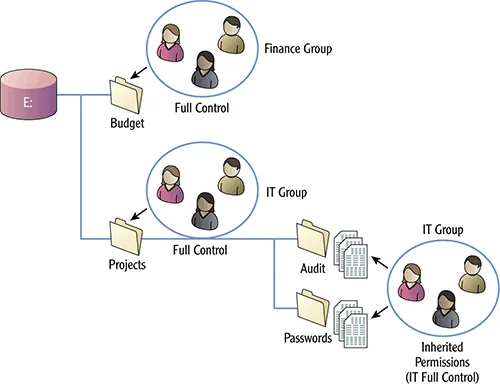 E:
Finance Group
Full Control
Budget
IT Group
Full Control
Projects
Audit
IT Group
Passwords
Inherited
Permissions
(IT Full Control)